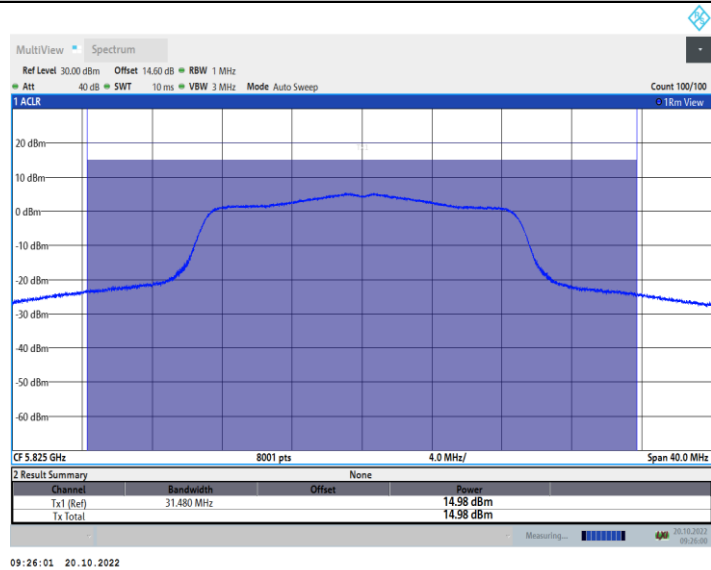 MultiView Spectrum
Ref Level 30.00 dBm Offset 14.60 dB RBW 1 MHz
Att 40 dB SWT 10 ms VBW 3 MHz Mode Auto Sweep Count 100/100
1 ACLR 1Rm View
20 dBm
10 dBm
0 dBm
-10 dBm
-20 dBm
-30 dBm
-40 dBm
-50 dBm
-60 dBm
CF 5.825 GHz 8001 pts 4.0 MHz/ Span 40.0 MHz
2 Result Summary None
Channel Bandwidth Offset Power
Tx1 (Ref) 31.480 MHz 14.98 dBm
Tx Total 14.98 dBm
Measuring... 20.10.2022
09:26:00
09:26:01 20.10.2022